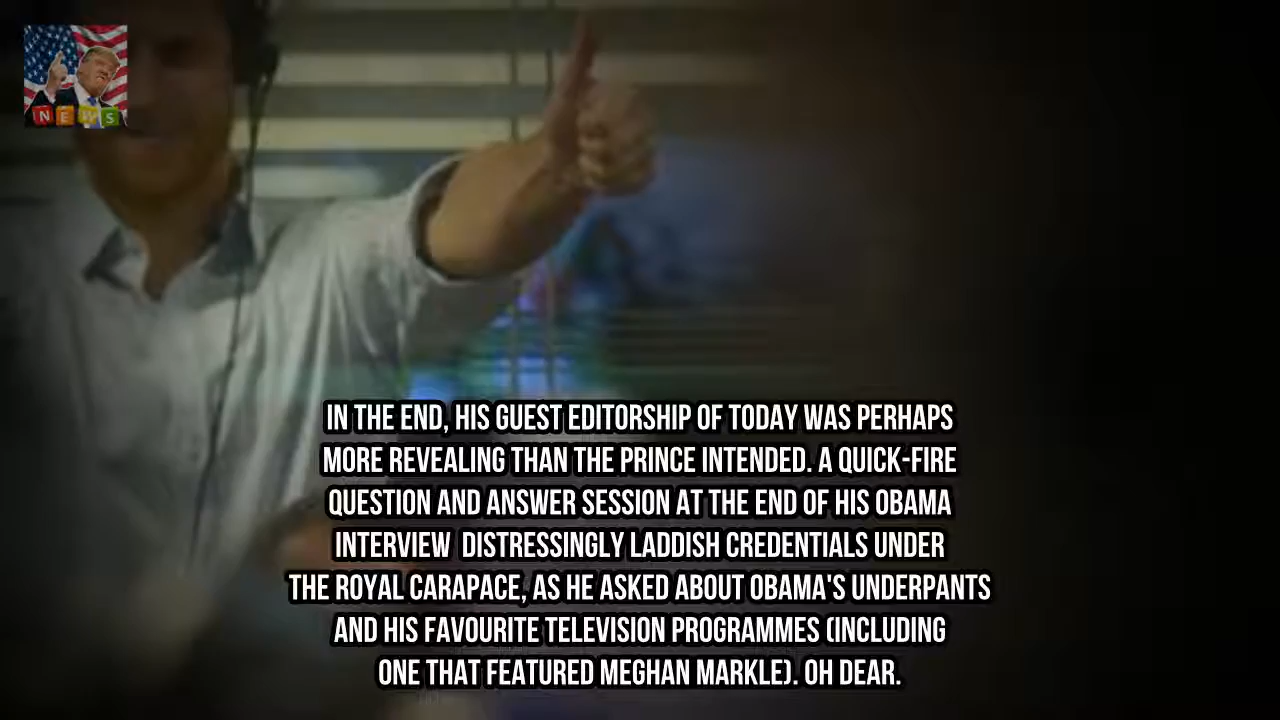 NEWS
IN THE END, HIS GUEST EDITORSHIP OF TODAY WAS PERHAPS
MORE REVEALING THAN THE PRINCE INTENDED. A QUICK-FIRE
QUESTION AND ANSWER SESSION AT THE END OF HIS OBAMA
INTERVIEW DISTRESSINGLY LADDISH CREDENTIALS UNDER
THE ROYAL CARAPACE, AS HE ASKED ABOUT OBAMA'S UNDERPANTS
AND HIS FAVOURITE TELEVISION PROGRAMMES (INCLUDING
ONE THAT FEATURED MEGHAN MARKLE). OH DEAR.